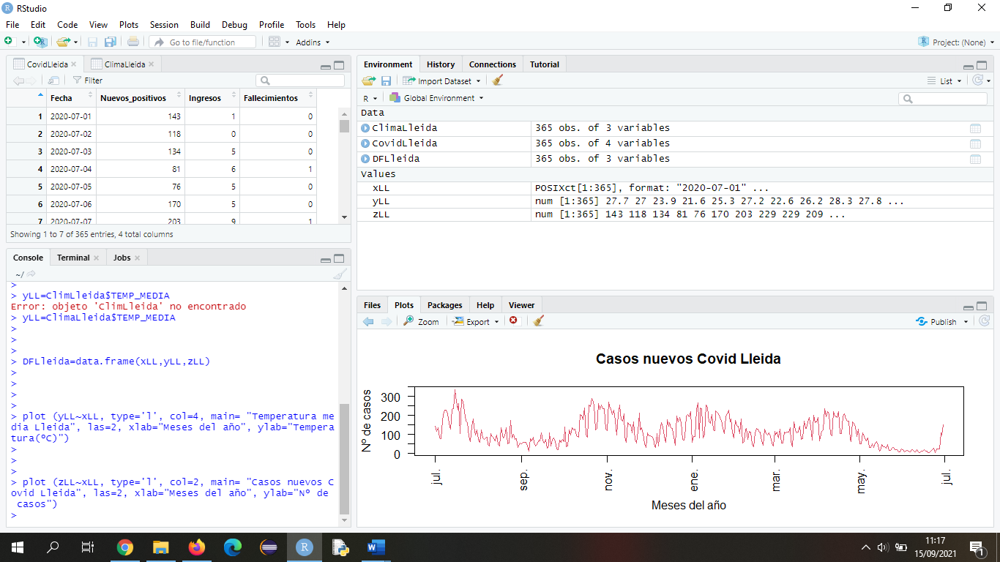 RStudio
File Edit Code View Plots Session Build Debug Profile Tools Help
Go to file/function Addins Project: (None)
CovidLleida ClimaLleida
Filter
Fecha Nuevos_positivos Ingresos Fallecimientos
1 2020-07-01 143 1 0
2 2020-07-02 118 0 0
3 2020-07-03 134 5 0
4 2020-07-04 81 6 1
5 2020-07-05 76 5 0
6 2020-07-06 170 5 0
7 2020-07-07 203 9 1
Showing 1 to 7 of 365 entries, 4 total columns
Console Terminal Jobs
~/
>
> yLL=ClimLleida$TEMP_MEDIA
Error: objeto 'ClimLleida' no encontrado
> yLL=ClimaLleida$TEMP_MEDIA
>
>
>
> DFLleida=data.frame(xLL,yLL,zLL)
>
>
>
>
> plot (yLL~xLL, type='l', col=4, main= "Temperatura me
dia Lleida", las=2, xlab="Meses del año", ylab="Tempera
tura(ºC)")
>
>
>
> plot (zLL~xLL, type='l', col=2, main= "Casos nuevos C
ovid Lleida", las=2, xlab="Meses del año", ylab="Nº de
casos")
>
Environment History Connections Tutorial
Import Dataset List
R Global Environment
Data
ClimaLleida 365 obs. of 3 variables
CovidLleida 365 obs. of 4 variables
DFLleida 365 obs. of 3 variables
Values
xLL POSIXct[1:365], format: "2020-07-01" ...
yLL num [1:365] 27.7 27 23.9 21.6 25.3 27.2 22.6 26.2 28.3 27.8 ...
zLL num [1:365] 143 118 134 81 76 170 203 229 229 209 ...
Files Plots Packages Help Viewer
Zoom Export Publish
Casos nuevos Covid Lleida
Nº de casos
300
200
100
0
jul. sep. nov. ene. mar. may. jul.
Meses del año
11:17
15/09/2021
1